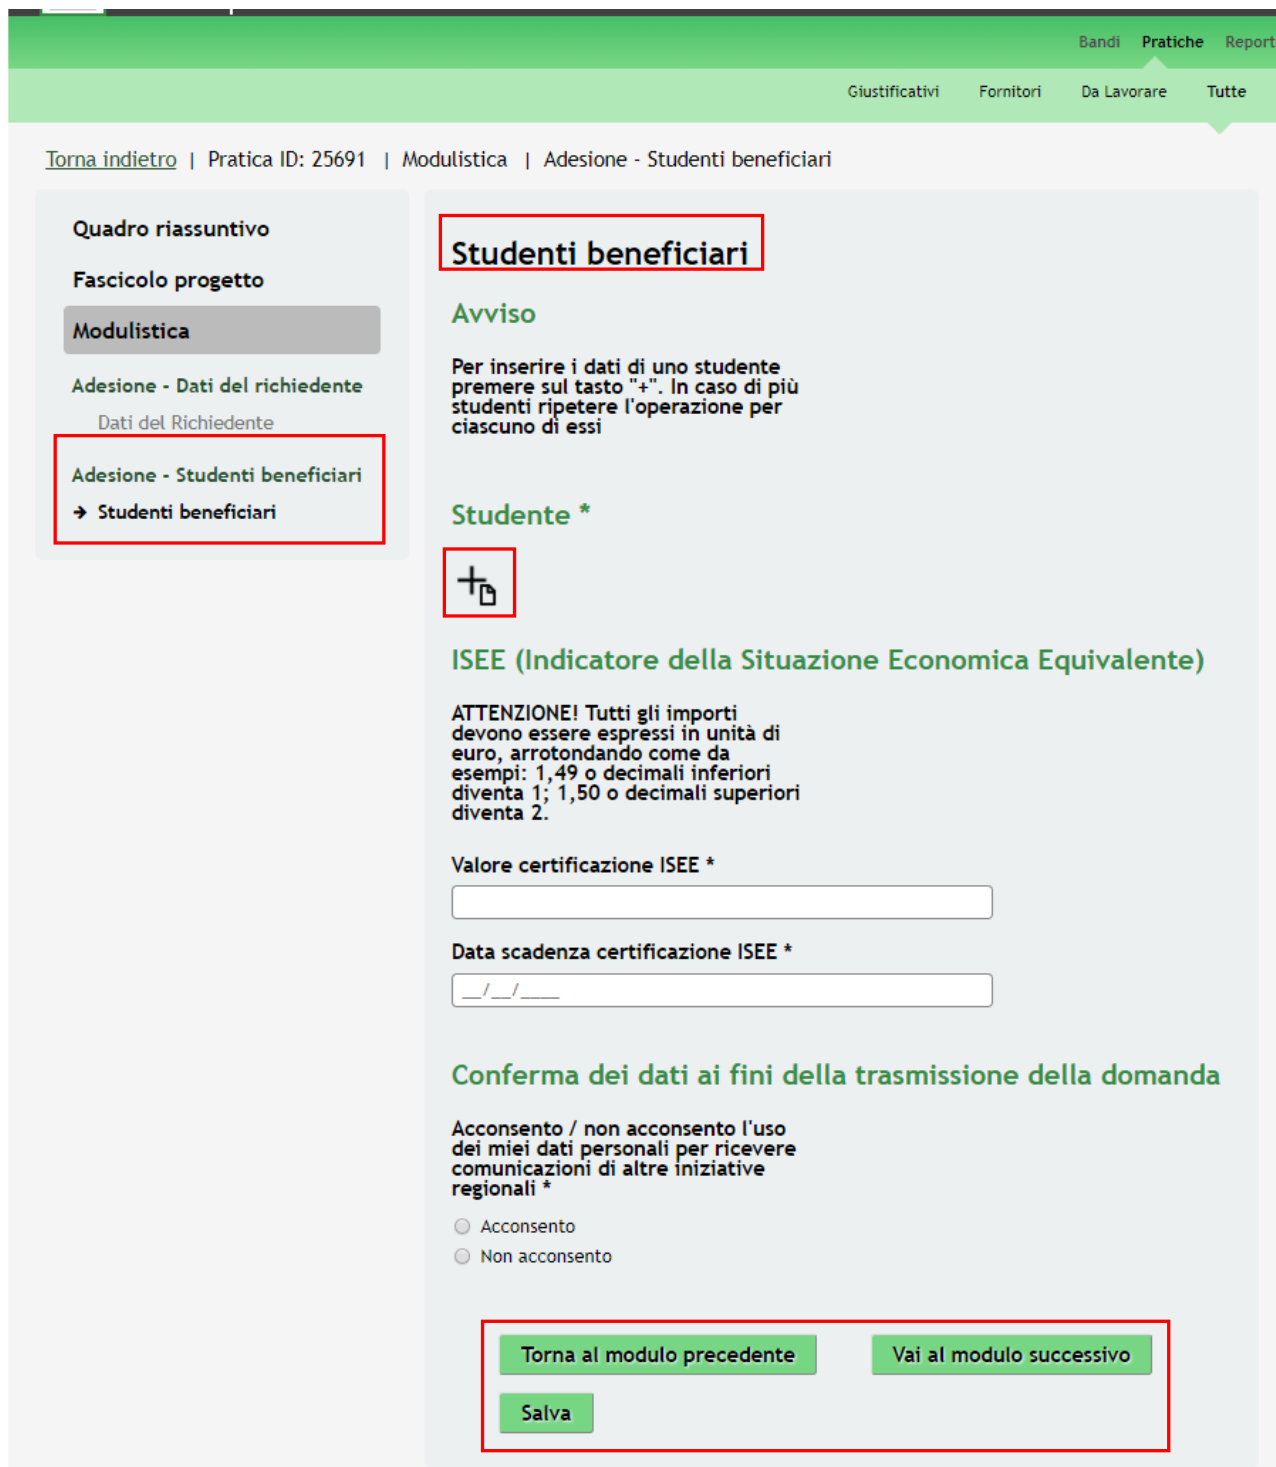 Bandi Pratiche Report
Giustificativi Fornitori Da Lavorare Tutte
Torna indietro | Pratica ID: 25691 | Modulistica | Adesione - Studenti beneficiari
Quadro riassuntivo
Fascicolo progetto
Modulistica
Adesione - Dati del richiedente
Dati del Richiedente
Adesione - Studenti beneficiari
→ Studenti beneficiari
Studenti beneficiari
Avviso
Per inserire i dati di uno studente
premere sul tasto "+". In caso di più
studenti ripetere l'operazione per
ciascuno di essi
Studente *
ISEE (Indicatore della Situazione Economica Equivalente)
ATTENZIONE! Tutti gli importi
devono essere espressi in unità di
euro, arrotondando come da
esempi: 1,49 o decimali inferiori
diventa 1; 1,50 o decimali superiori
diventa 2.
Valore certificazione ISEE *
Data scadenza certificazione ISEE *
__/__/____
Conferma dei dati ai fini della trasmissione della domanda
Acconsento / non acconsento l'uso
dei miei dati personali per ricevere
comunicazioni di altre iniziative
regionali *
Acconsento
Non acconsento
Torna al modulo precedente Vai al modulo successivo
Salva